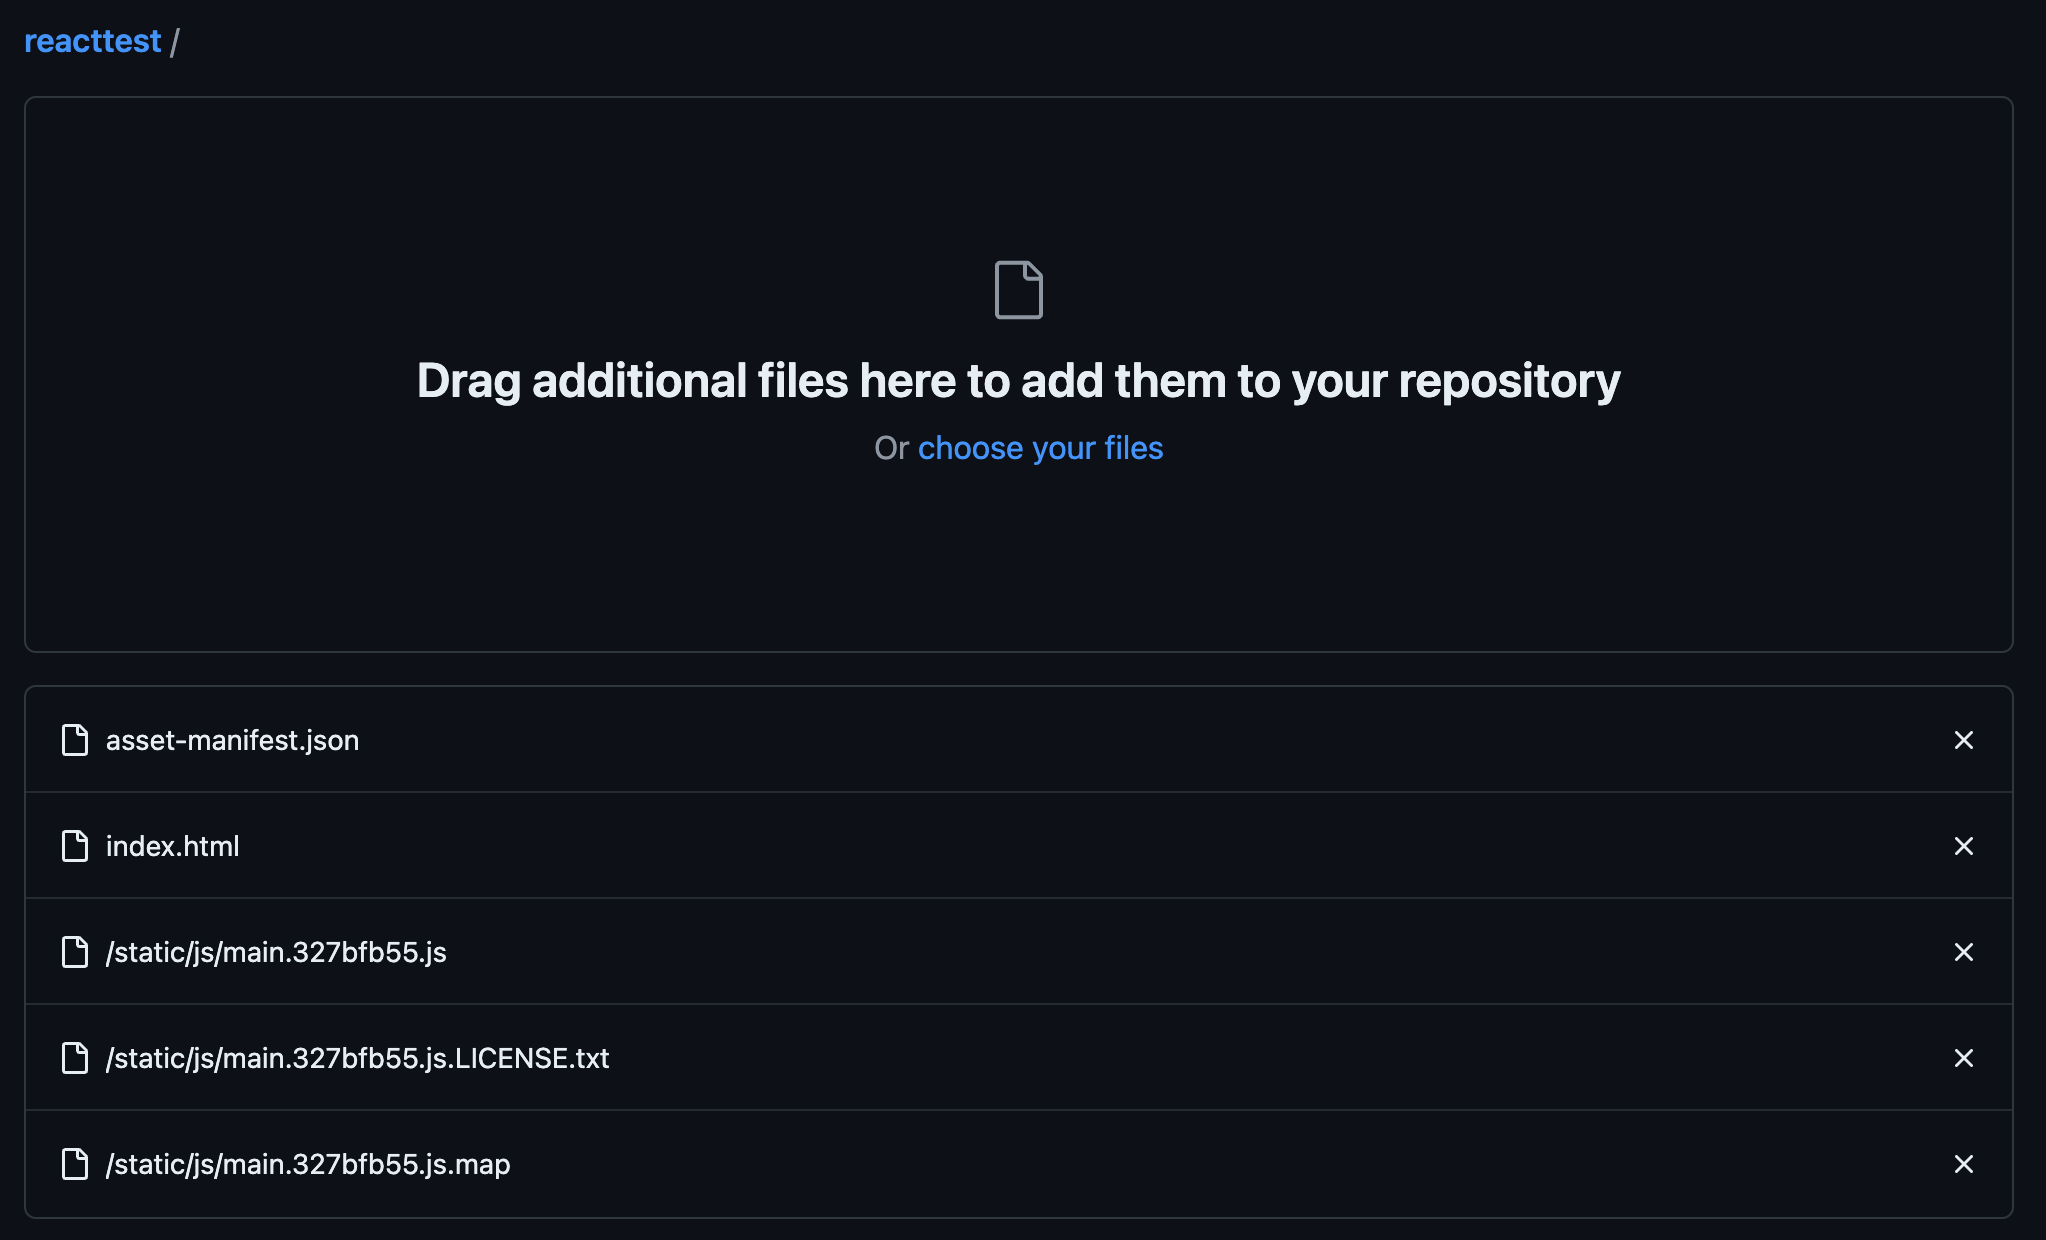 reacttest /
Drag additional files here to add them to your repository
Or choose your files
asset-manifest.json
index.html
/static/js/main.327bfb55.js
/static/js/main.327bfb55.js.LICENSE.txt
/static/js/main.327bfb55.js.map